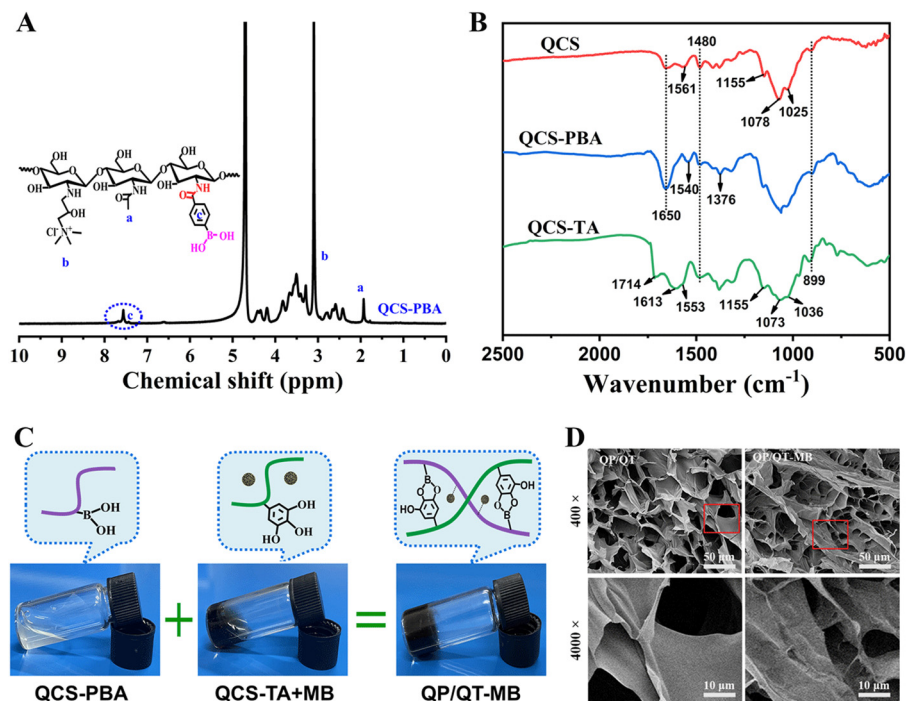 A
OH
OH
OH
O
O
O
O
HO
HO
HO
NH
NH
NH
O
O
OH
Cl⁻
N⁺
a
b
c
B
OH
HO
b
a
c
QCS-PBA
10 9 8 7 6 5 4 3 2 1 0
Chemical shift (ppm)
B
QCS
1480
1561
1155
1078
1025
QCS-PBA
1540
1376
1650
QCS-TA
1714
1613
1553
1155
1073
1036
899
2500 2000 1500 1000 500
Wavenumber (cm⁻¹)
C
B
OH
OH
OH
OH
HO
B
O
O
HO
OH
O
O
B
+
=
QCS-PBA
QCS-TA+MB
QP/QT-MB
D
QP/QT
QP/QT-MB
400 ×
50 μm
50 μm
4000 ×
10 μm
10 μm